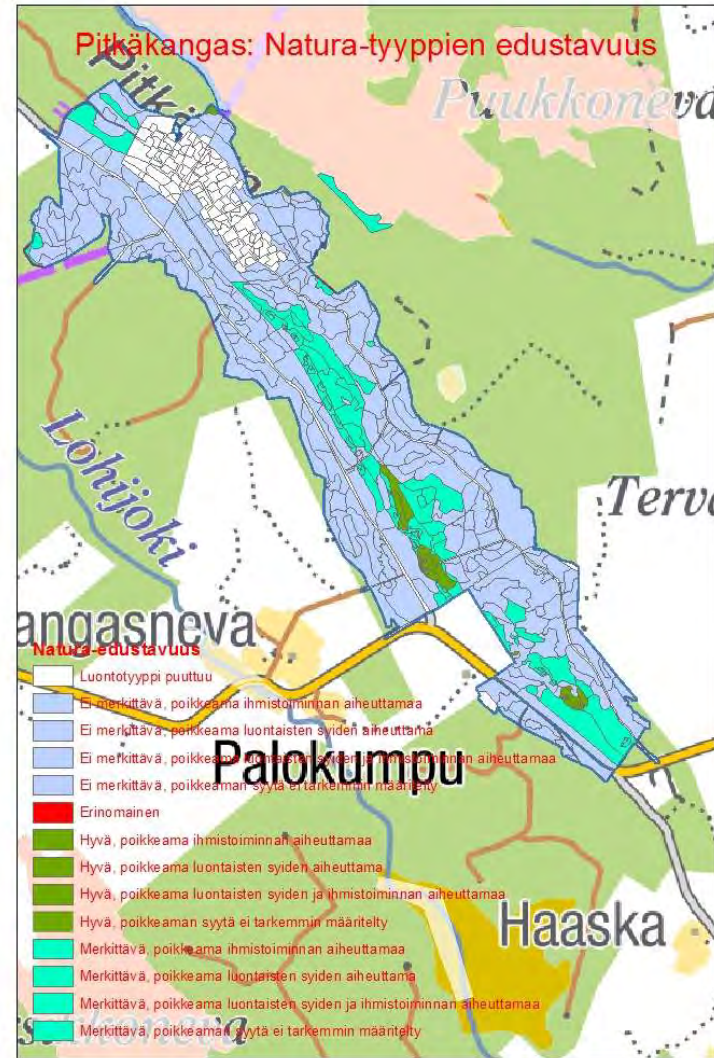 Pitkäkangas: Natura-tyyppien edustavuus
Puukkoneva
Lohijoki
Terva
angasneva
Natura-edustavuus
Luontotyyppi puuttuu
Ei merkittävä, poikkeama ihmistoiminnan aiheuttamaa
Ei merkittävä, poikkeama luontaisten syiden aiheuttama
Ei merkittävä, poikkeama luontaisten syiden ja ihmistoiminnan aiheuttamaa
Palokumpu
Ei merkittävä, poikkeaman syytä ei tarkemmin määritelty
Erinomainen
Hyvä, poikkeama ihmistoiminnan aiheuttamaa
Hyvä, poikkeama luontaisten syiden aiheuttama
Hyvä, poikkeama luontaisten syiden ja ihmistoiminnan aiheuttamaa
Hyvä, poikkeaman syytä ei tarkemmin määritelty
Haaska
Merkittävä, poikkeama ihmistoiminnan aiheuttamaa
Merkittävä, poikkeama luontaisten syiden aiheuttama
Merkittävä, poikkeama luontaisten syiden ja ihmistoiminnan aiheuttamaa
Merkittävä, poikkeaman syytä ei tarkemmin määritelty